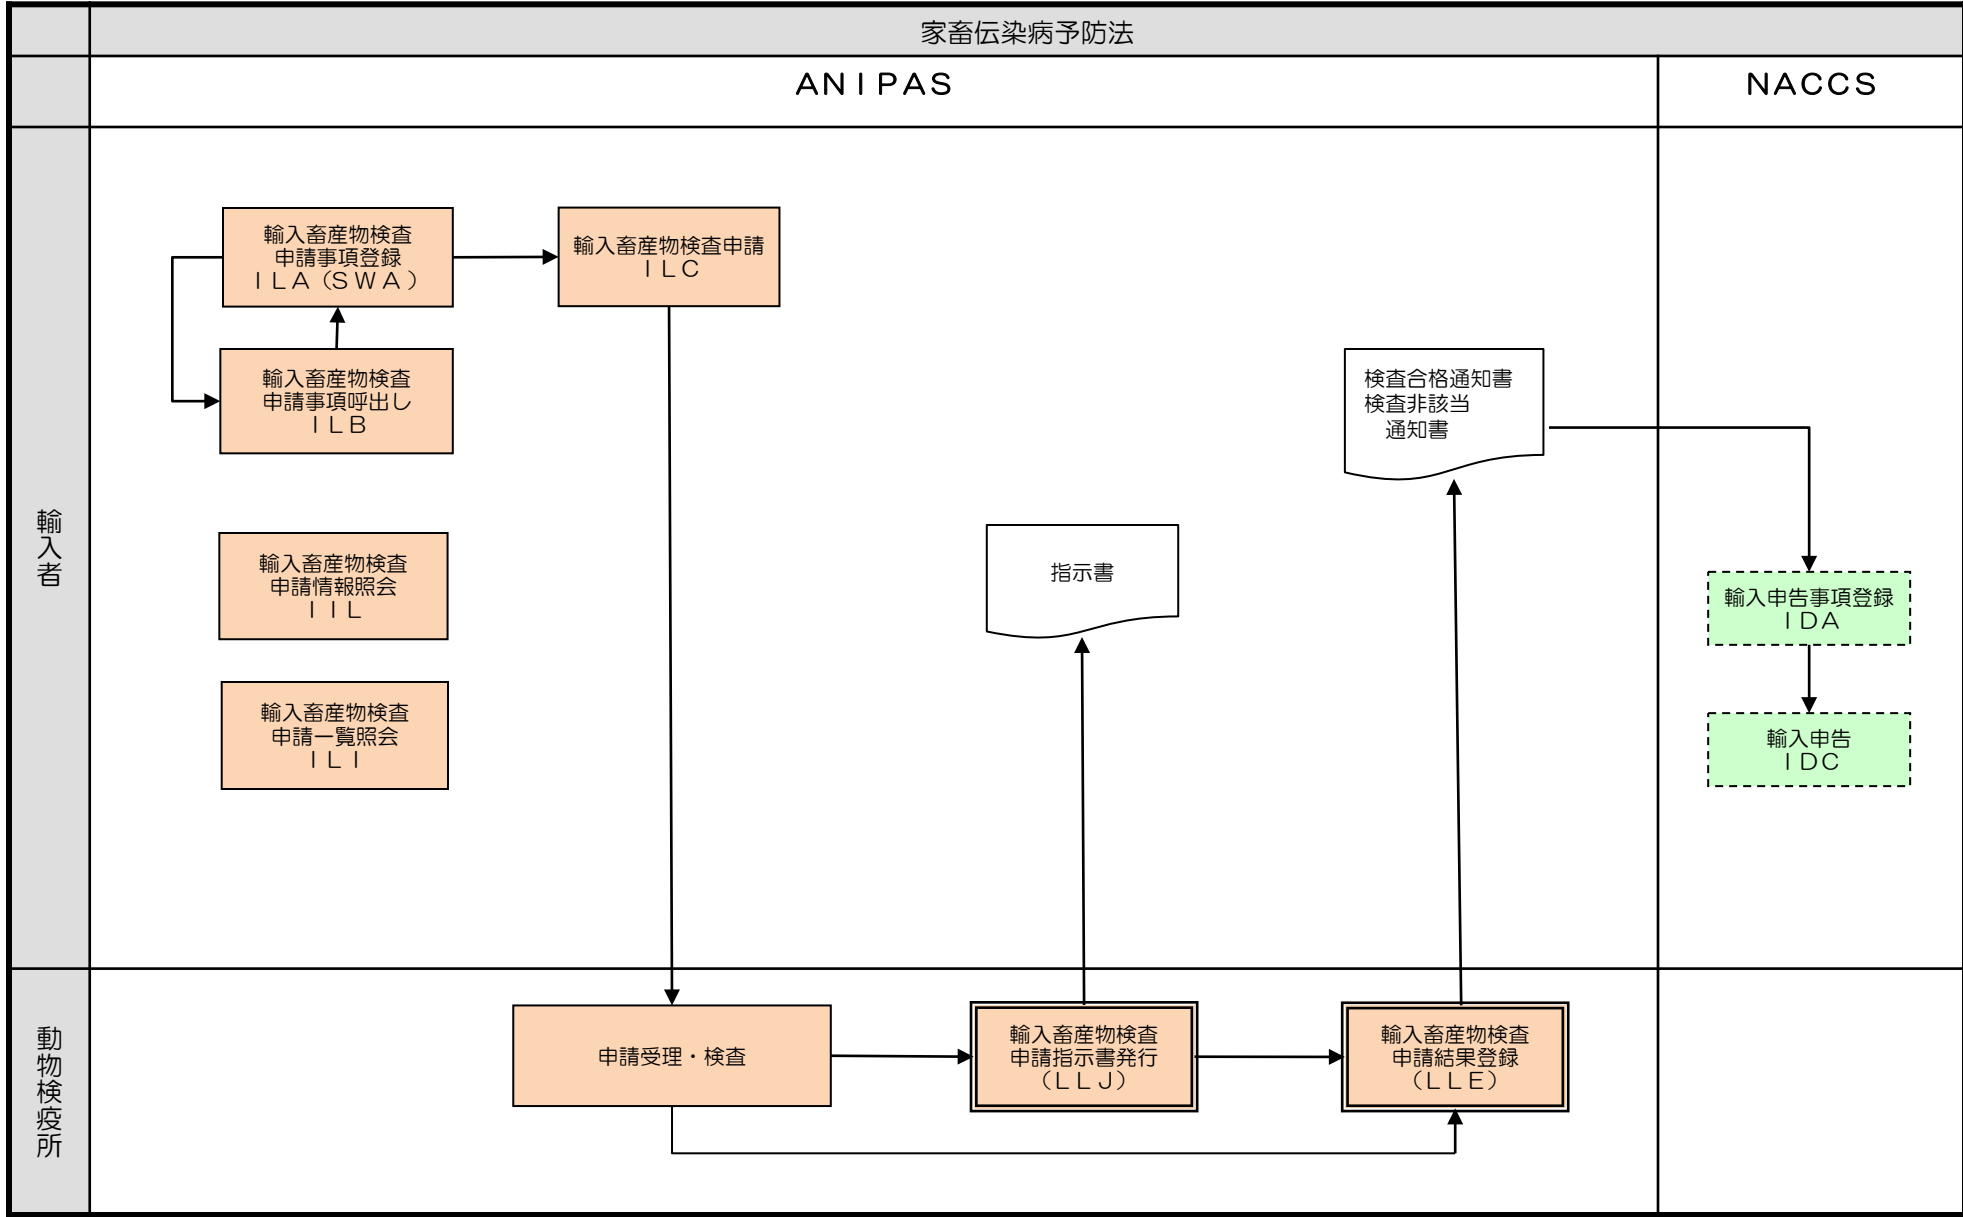 家畜伝染病予防法
ＡＮＩＰＡＳ
ＮＡＣＣＳ
輸入者
輸入畜産物検査
申請事項登録
ＩＬＡ（ＳＷＡ）
輸入畜産物検査申請
ＩＬＣ
輸入畜産物検査
申請事項呼出し
ＩＬＢ
検査合格通知書
検査非該当
通知書
輸入畜産物検査
申請情報照会
ＩＩＬ
指示書
輸入申告事項登録
ＩＤＡ
輸入畜産物検査
申請一覧照会
ＩＬＩ
輸入申告
ＩＤＣ
動物検疫所
申請受理・検査
輸入畜産物検査
申請指示書発行
（ＬＬＪ）
輸入畜産物検査
申請結果登録
（ＬＬＥ）